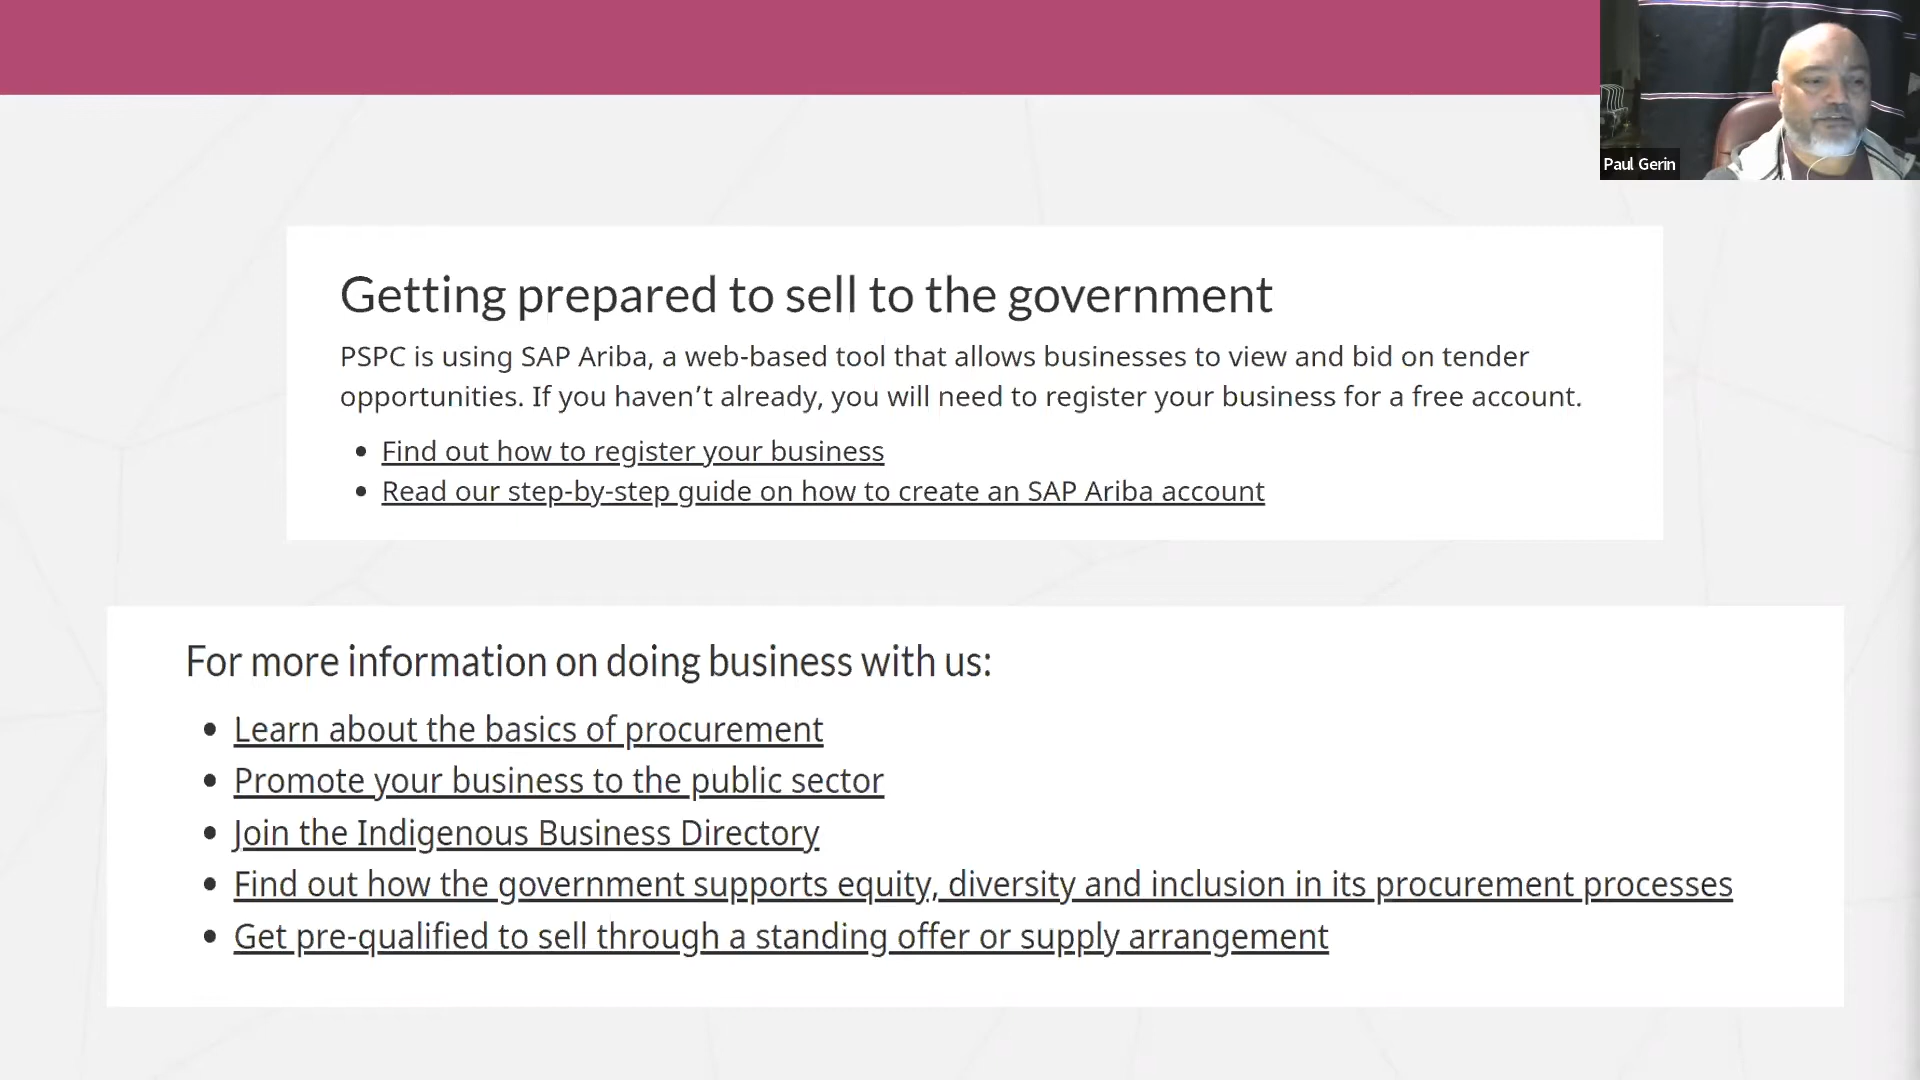 Paul Gerin
Getting prepared to sell to the government
PSPC is using SAP Ariba, a web-based tool that allows businesses to view and bid on tender
opportunities. If you haven’t already, you will need to register your business for a free account.
• Find out how to register your business
• Read our step-by-step guide on how to create an SAP Ariba account
For more information on doing business with us:
• Learn about the basics of procurement
• Promote your business to the public sector
• Join the Indigenous Business Directory
• Find out how the government supports equity, diversity and inclusion in its procurement processes
• Get pre-qualified to sell through a standing offer or supply arrangement